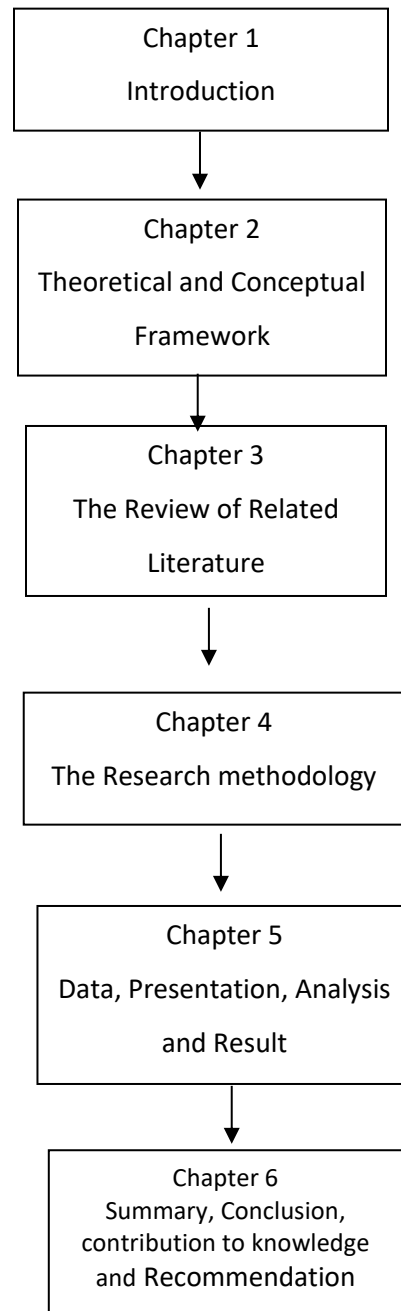 Chapter 1
Introduction
Chapter 2
Theoretical and Conceptual
Framework
Chapter 3
The Review of Related
Literature
Chapter 4
The Research methodology
Chapter 5
Data, Presentation, Analysis
and Result
Chapter 6
Summary, Conclusion,
contribution to knowledge
and Recommendation